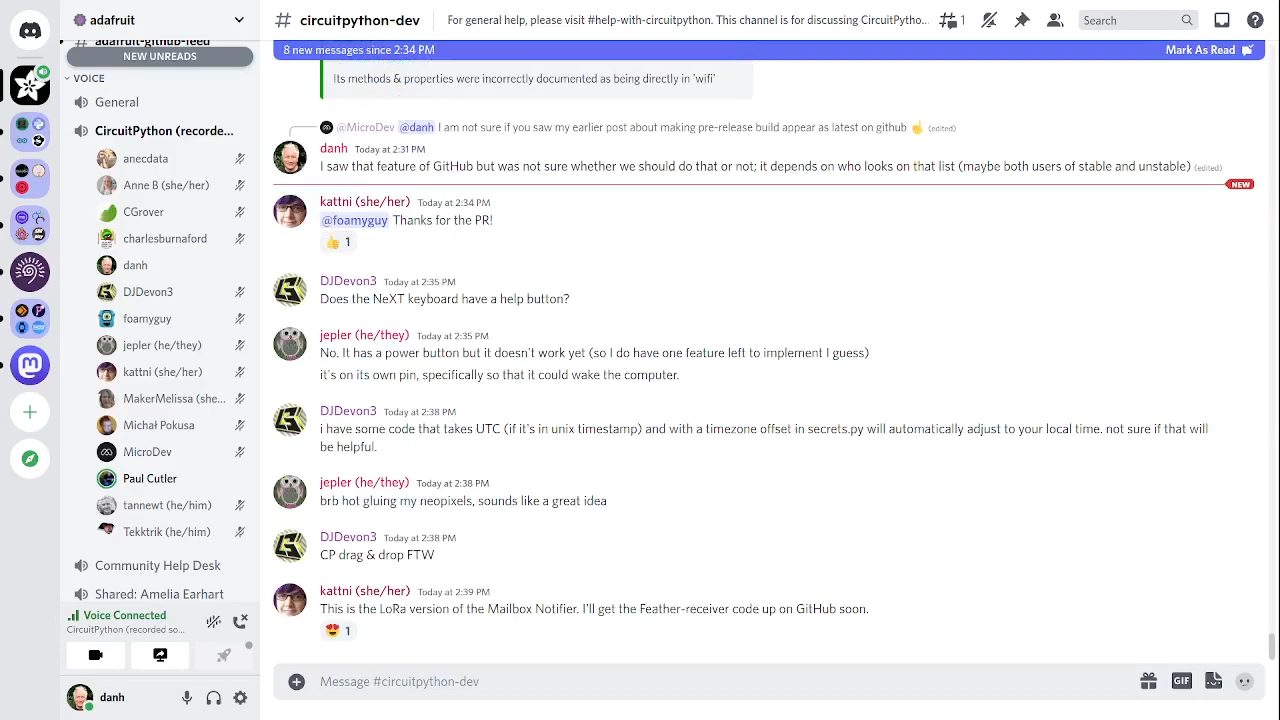 adafruit
# circuitpython-dev
For general help, please visit #help-with-circuitpython. This channel is for discussing CircuitPytho...
1
Search
adafruit-github-feed
NEW UNREADS
VOICE
General
CircuitPython (recorde...
anecdata
Anne B (she/her)
CGrover
charlesburnaford
danh
DJDevon3
foamyguy
jepler (he/they)
kattni (she/her)
MakerMelissa (she...
Michał Pokusa
MicroDev
Paul Cutler
tannewt (he/him)
Tekktrik (he/him)
Community Help Desk
Shared: Amelia Earhart
Voice Connected
CircuitPython (recorded so...
danh
8 new messages since 2:34 PM
Mark As Read
Its methods & properties were incorrectly documented as being directly in 'wifi'
@MicroDev @danh I am not sure if you saw my earlier post about making pre-release build appear as latest on github ☝️ (edited)
danh Today at 2:31 PM
I saw that feature of GitHub but was not sure whether we should do that or not; it depends on who looks on that list (maybe both users of stable and unstable) (edited)
NEW
kattni (she/her) Today at 2:34 PM
@foamyguy Thanks for the PR!
👍 1
DJDevon3 Today at 2:35 PM
Does the NeXT keyboard have a help button?
jepler (he/they) Today at 2:35 PM
No. It has a power button but it doesn't work yet (so I do have one feature left to implement I guess)
it's on its own pin, specifically so that it could wake the computer.
DJDevon3 Today at 2:38 PM
i have some code that takes UTC (if it's in unix timestamp) and with a timezone offset in secrets.py will automatically adjust to your local time. not sure if that will
be helpful.
jepler (he/they) Today at 2:38 PM
brb hot gluing my neopixels, sounds like a great idea
DJDevon3 Today at 2:38 PM
CP drag & drop FTW
kattni (she/her) Today at 2:39 PM
This is the LoRa version of the Mailbox Notifier. I'll get the Feather-receiver code up on GitHub soon.
😍 1
Message #circuitpython-dev
GIF